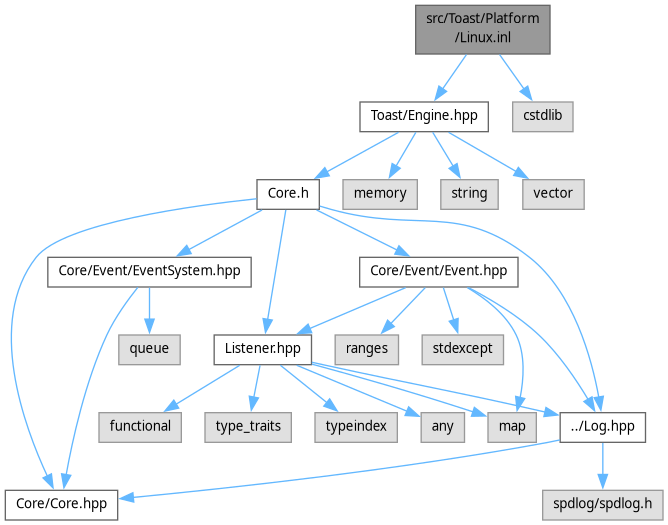 src/Toast/Platform
/Linux.inl
Toast/Engine.hpp
cstdlib
Core.h
memory
string
vector
Core/Event/EventSystem.hpp
Core/Event/Event.hpp
queue
Listener.hpp
ranges
stdexcept
functional
type_traits
typeindex
any
map
../Log.hpp
Core/Core.hpp
spdlog/spdlog.h